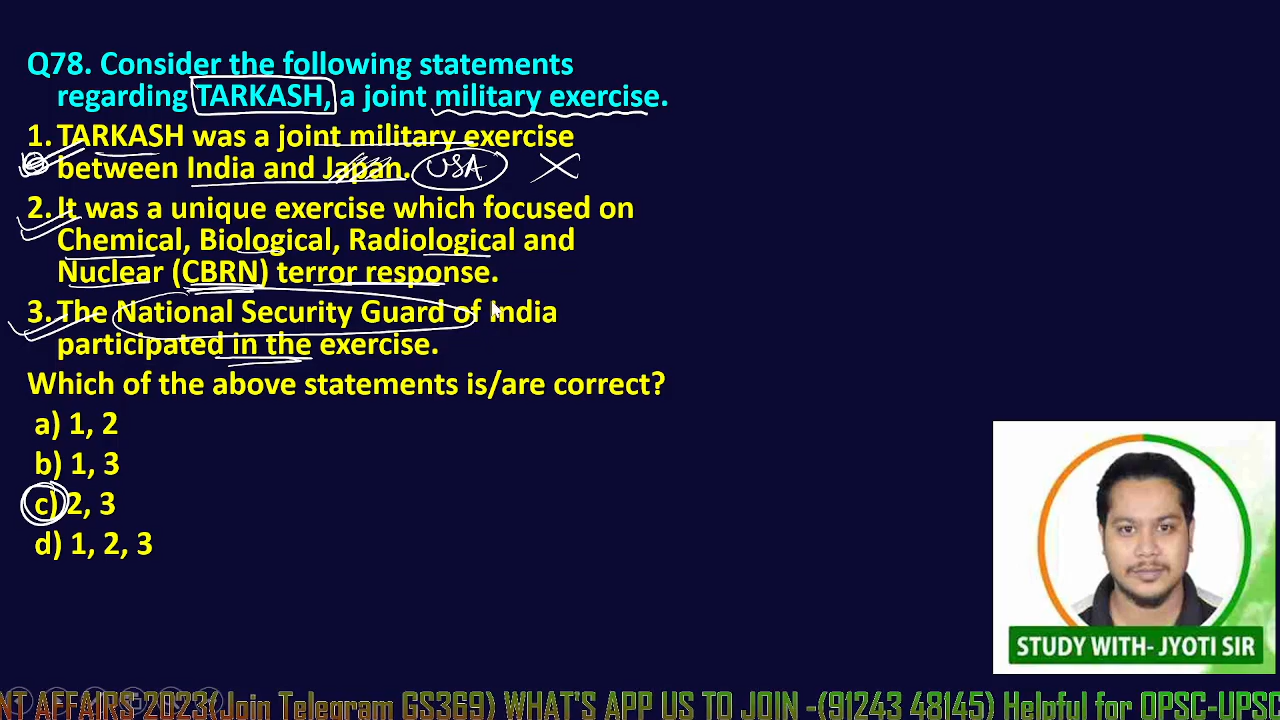 Q78. Consider the following statements
regarding TARKASH, a joint military exercise.
1. TARKASH was a joint military exercise
between India and Japan. USA
2. It was a unique exercise which focused on
Chemical, Biological, Radiological and
Nuclear (CBRN) terror response.
3. The National Security Guard of India
participated in the exercise.
Which of the above statements is/are correct?
a) 1, 2
b) 1, 3
c) 2, 3
d) 1, 2, 3
STUDY WITH- JYOTI SIR
NT AFFAIRS-2023(Join Telegram GS369) WHAT'S APP US TO JOIN -(91243 48145) Helpful for OPSC-UPSC